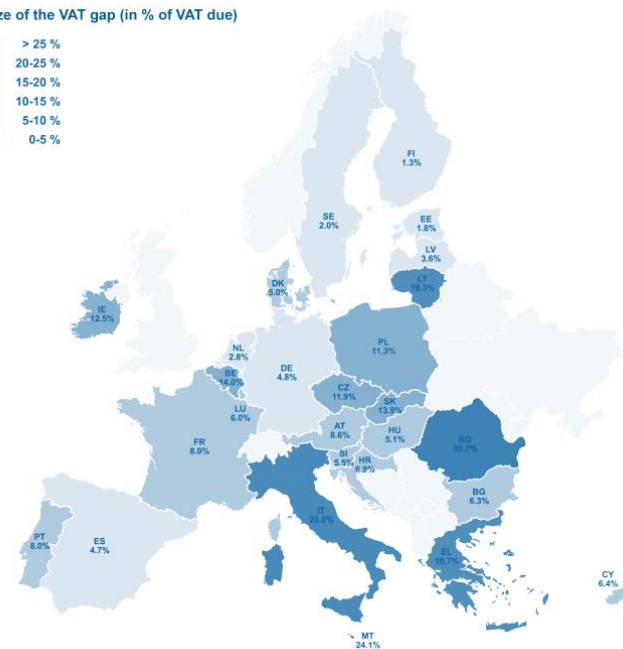 ze of the VAT gap (in % of VAT due)
> 25 %
20-25 %
15-20 %
10-15 %
5-10 %
0-5 %
FI
1.3%
SE
2.0%
EE
1.8%
LV
3.6%
LT
19.3%
DK
5.0%
IE
12.5%
PL
11.3%
NL
2.8%
DE
4.8%
BE
14.0%
CZ
11.9%
SK
13.9%
LU
6.0%
AT
8.6%
HU
5.1%
RO
35.7%
FR
8.0%
SI
5.5%
HR
6.0%
BG
6.3%
IT
20.8%
PT
8.0%
ES
4.7%
EL
19.7%
CY
6.4%
MT
24.1%